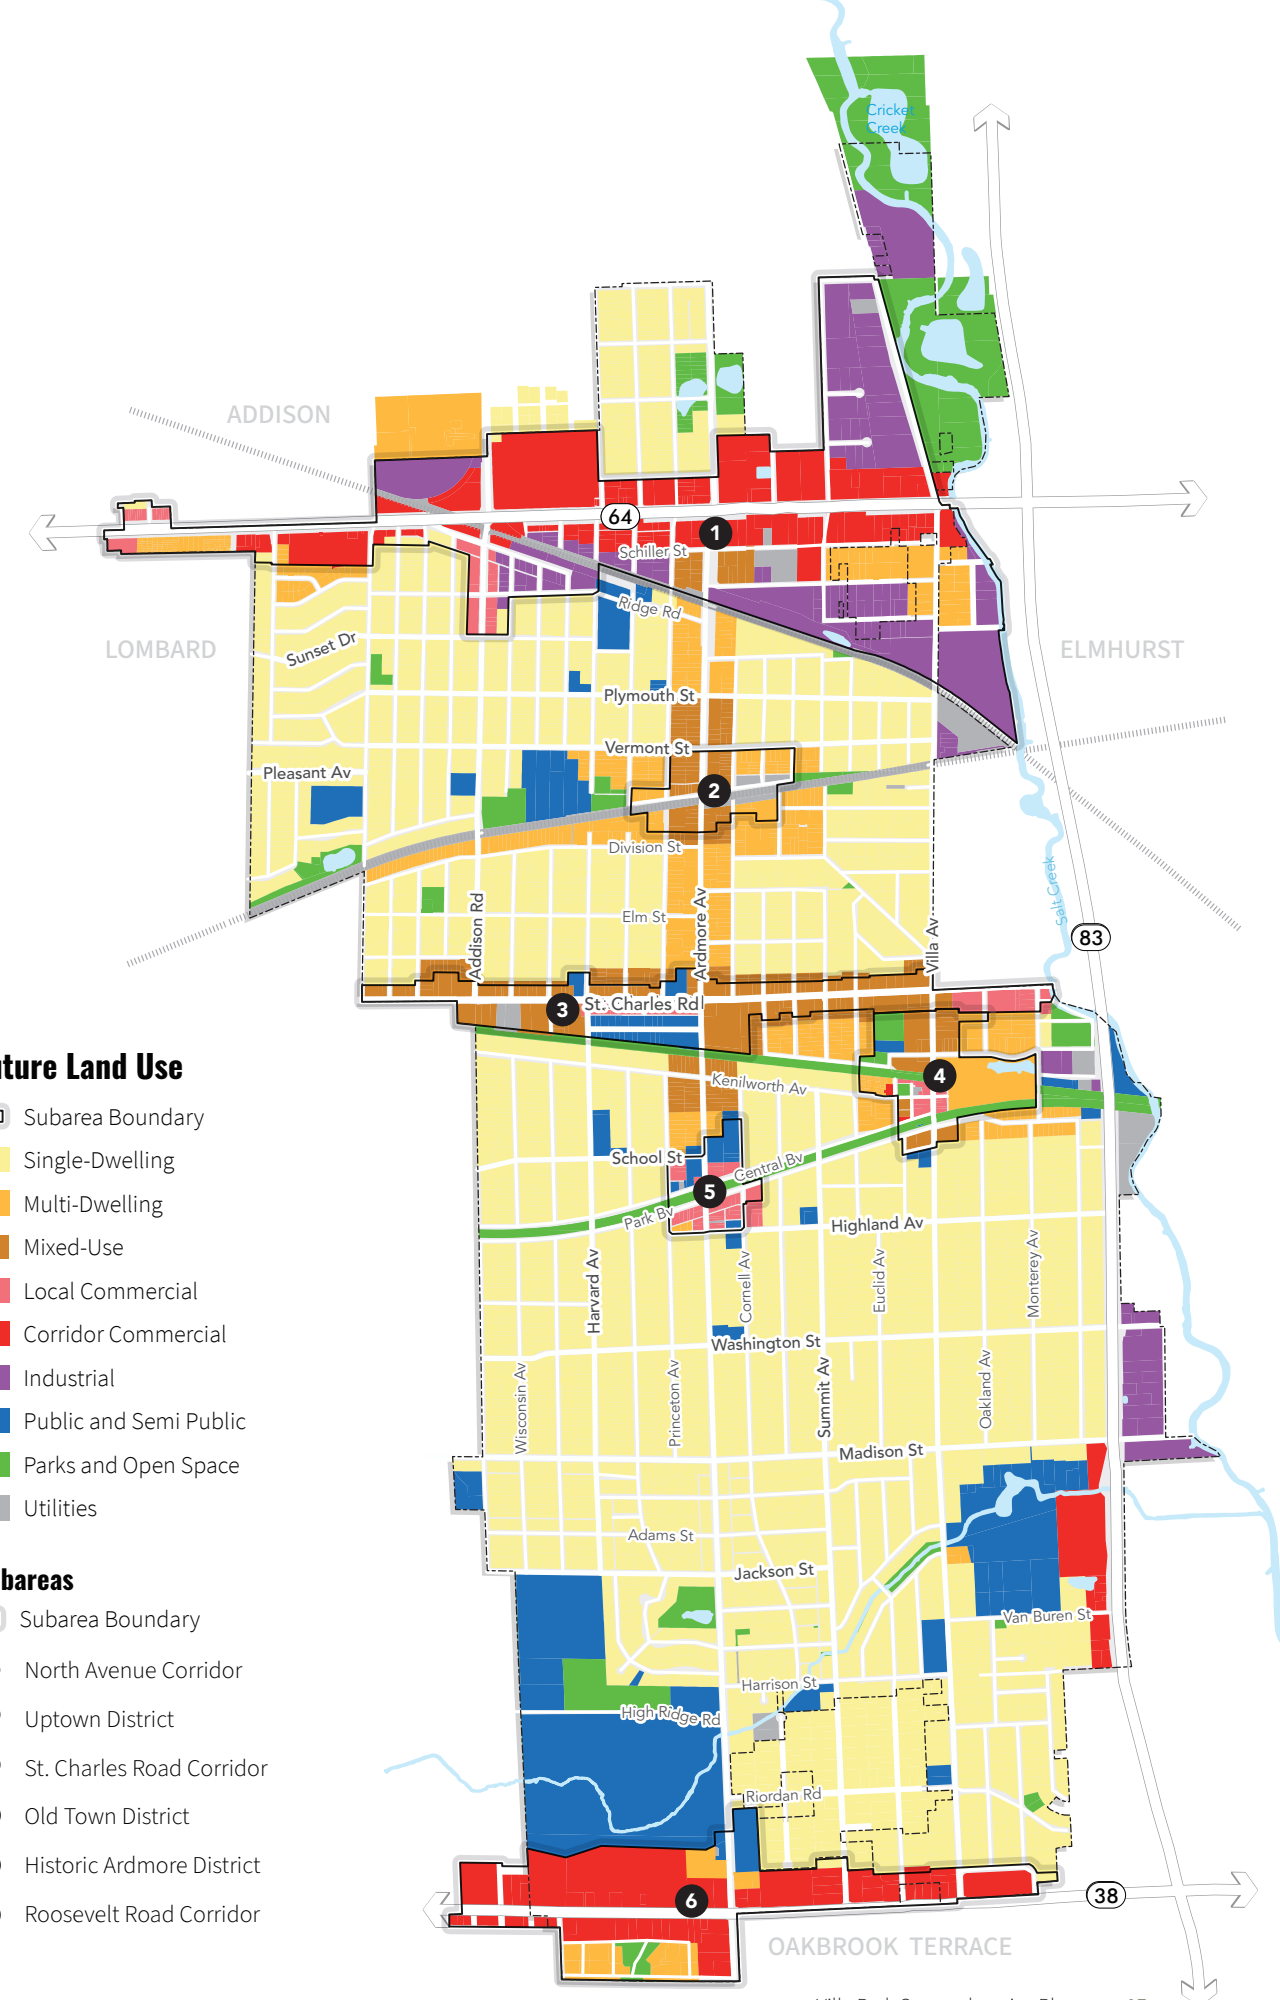 Cricket
Creek
ADDISON
64
1
Schiller St
Ridge Rd
LOMBARD
Sunset Dr
ELMHURST
Plymouth St
Vermont St
Pleasant Av
2
Division St
Addison Rd
Elm St
Ardmore Av
Villa Av
Salt Creek
83
3
St. Charles Rd
4
Kenilworth Av
School St
Central Bv
5
Park Bv
Highland Av
Harvard Av
Cornell Av
Euclid Av
Monterey Av
Washington St
Wisconsin Av
Princeton Av
Summit Av
Oakland Av
Madison St
Adams St
Jackson St
Van Buren St
Harrison St
High Ridge Rd
Riordan Rd
6
38
OAKBROOK TERRACE
uture Land Use
Subarea Boundary
Single-Dwelling
Multi-Dwelling
Mixed-Use
Local Commercial
Corridor Commercial
Industrial
Public and Semi Public
Parks and Open Space
Utilities
bareas
Subarea Boundary
North Avenue Corridor
Uptown District
St. Charles Road Corridor
Old Town District
Historic Ardmore District
Roosevelt Road Corridor